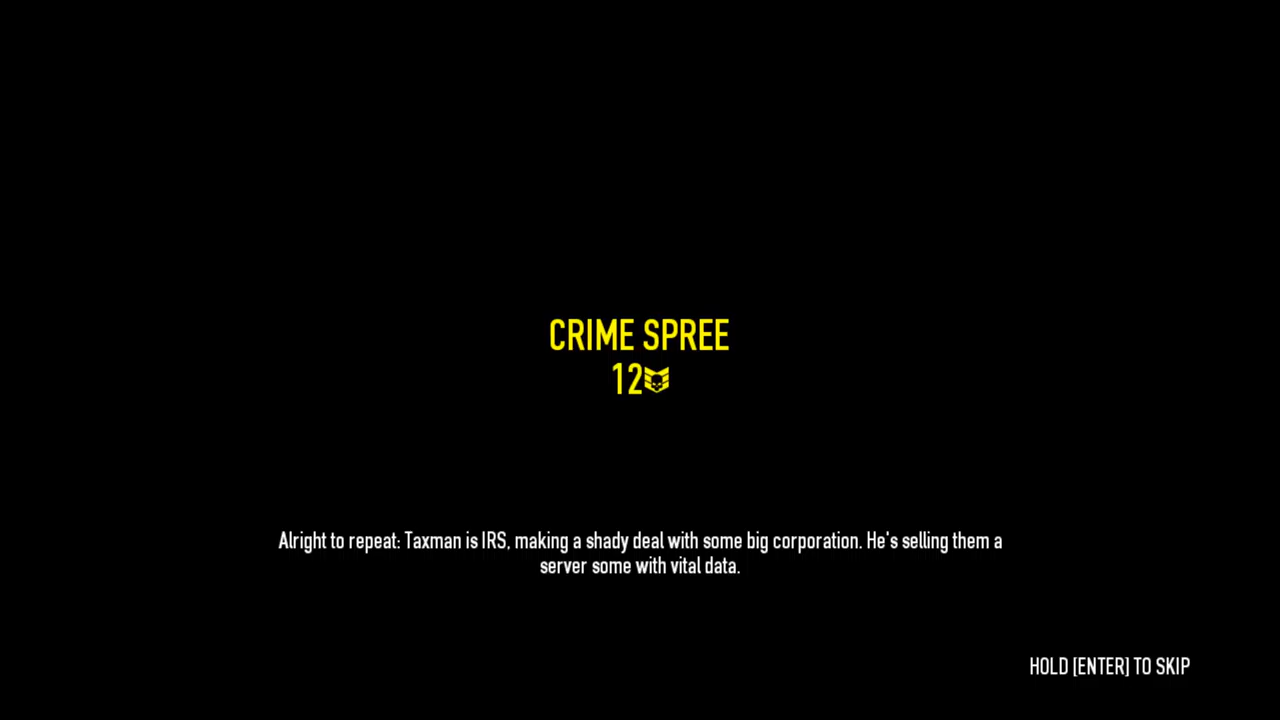 CRIME SPREE
12
Alright to repeat: Taxman is IRS, making a shady deal with some big corporation. He's selling them a
server some with vital data.
HOLD [ENTER] TO SKIP